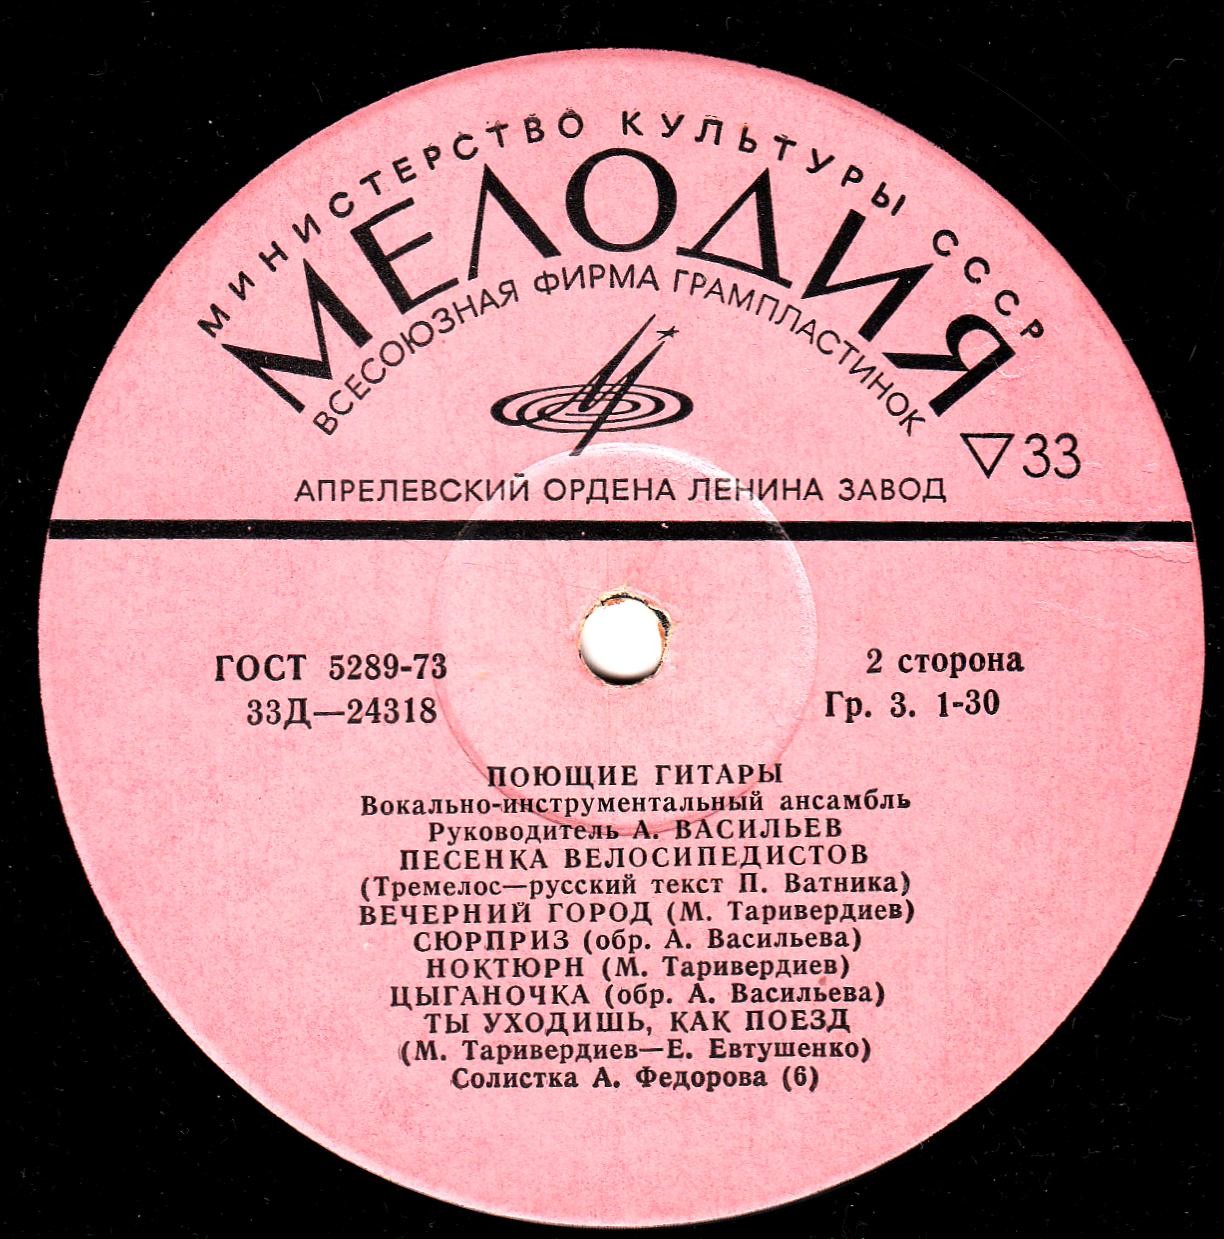 МИНИСТЕРСТВО КУЛЬТУРЫ СССР
МЕЛОДИЯ
ВСЕСОЮЗНАЯ ФИРМА ГРАМПЛАСТИНОК
▽33
АПРЕЛЕВСКИЙ ОРДЕНА ЛЕНИНА ЗАВОД
ГОСТ 5289-73
33Д—24318
2 сторона
Гр. 3. 1-30
ПОЮЩИЕ ГИТАРЫ
Вокально-инструментальный ансамбль
Руководитель А. ВАСИЛЬЕВ
ПЕСЕНКА ВЕЛОСИПЕДИСТОВ
(Тремелос—русский текст П. Ватника)
ВЕЧЕРНИЙ ГОРОД (М. Таривердиев)
СЮРПРИЗ (обр. А. Васильева)
НОКТЮРН (М. Таривердиев)
ЦЫГАНОЧКА (обр. А. Васильева)
ТЫ УХОДИШЬ, КАК ПОЕЗД
(М. Таривердиев—Е. Евтушенко)
Солистка А. Федорова (6)